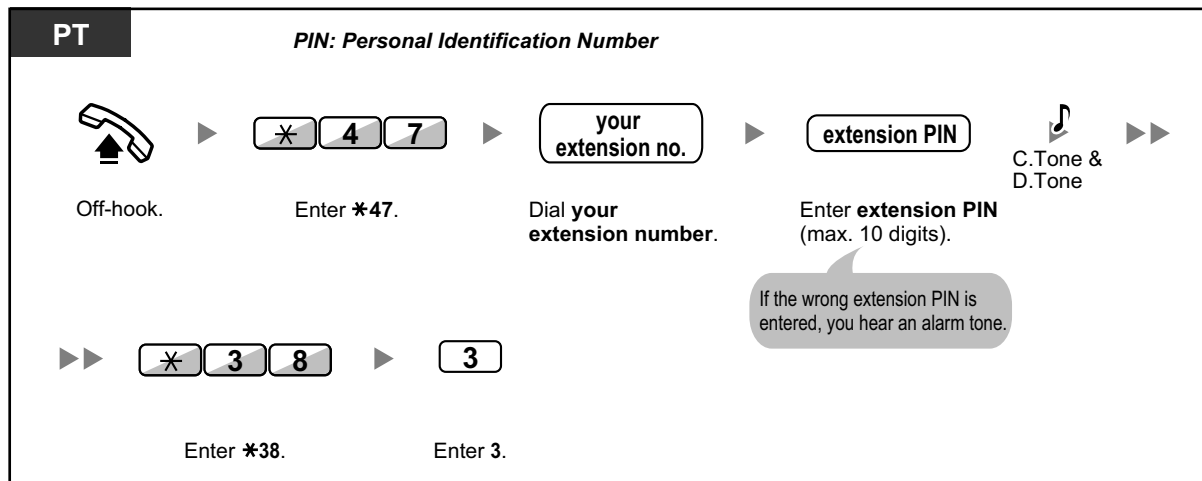 PT
PIN: Personal Identification Number
* 4 7
your
extension no.
extension PIN
C.Tone &
D.Tone
Off-hook.
Enter *47.
Dial your
extension number.
Enter extension PIN
(max. 10 digits).
If the wrong extension PIN is
entered, you hear an alarm tone.
* 3 8
3
Enter *38.
Enter 3.